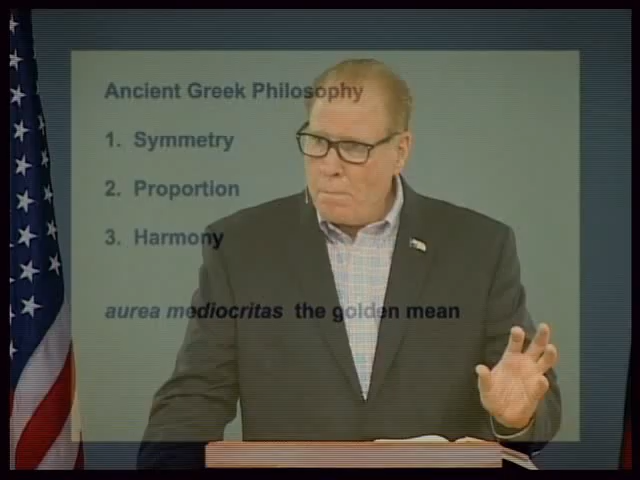 Ancient Greek Philosophy
1. Symmetry
2. Proportion
3. Harmony
aurea mediocritas the golden mean